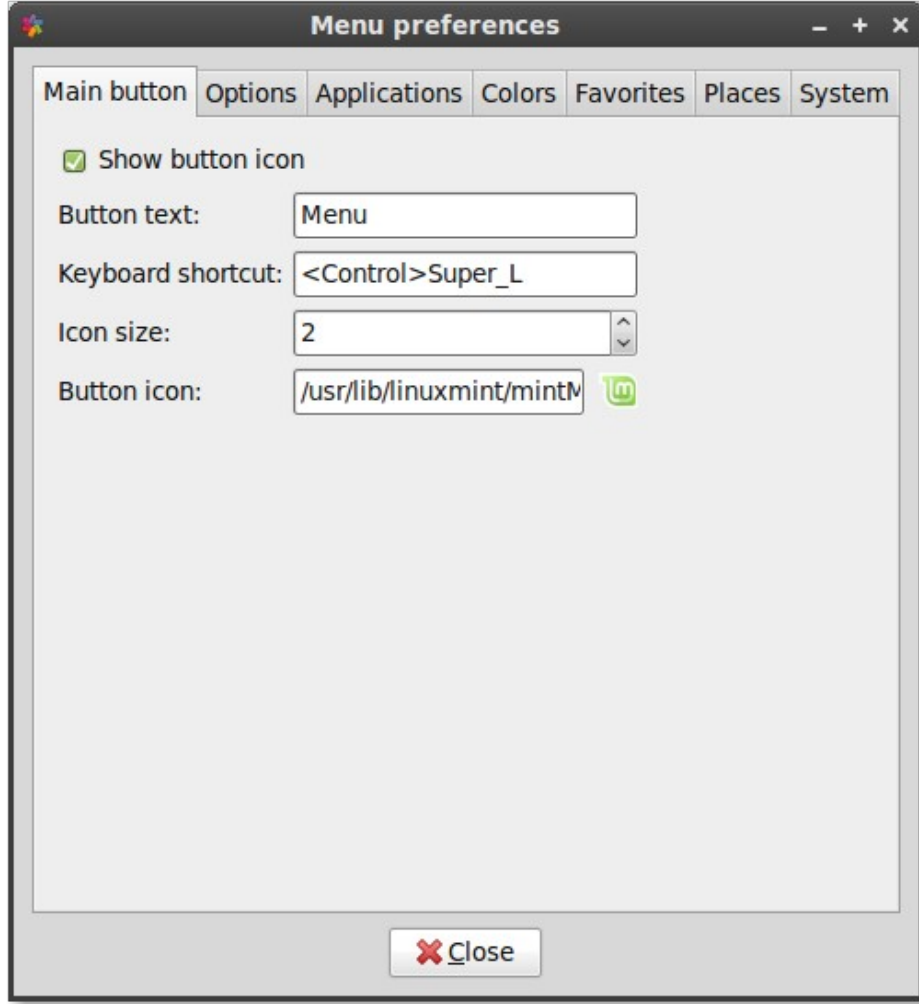 Menu preferences
Main button Options Applications Colors Favorites Places System
Show button icon
Button text: Menu
Keyboard shortcut: <Control>Super_L
Icon size: 2
Button icon: /usr/lib/linuxmint/mintM
Close